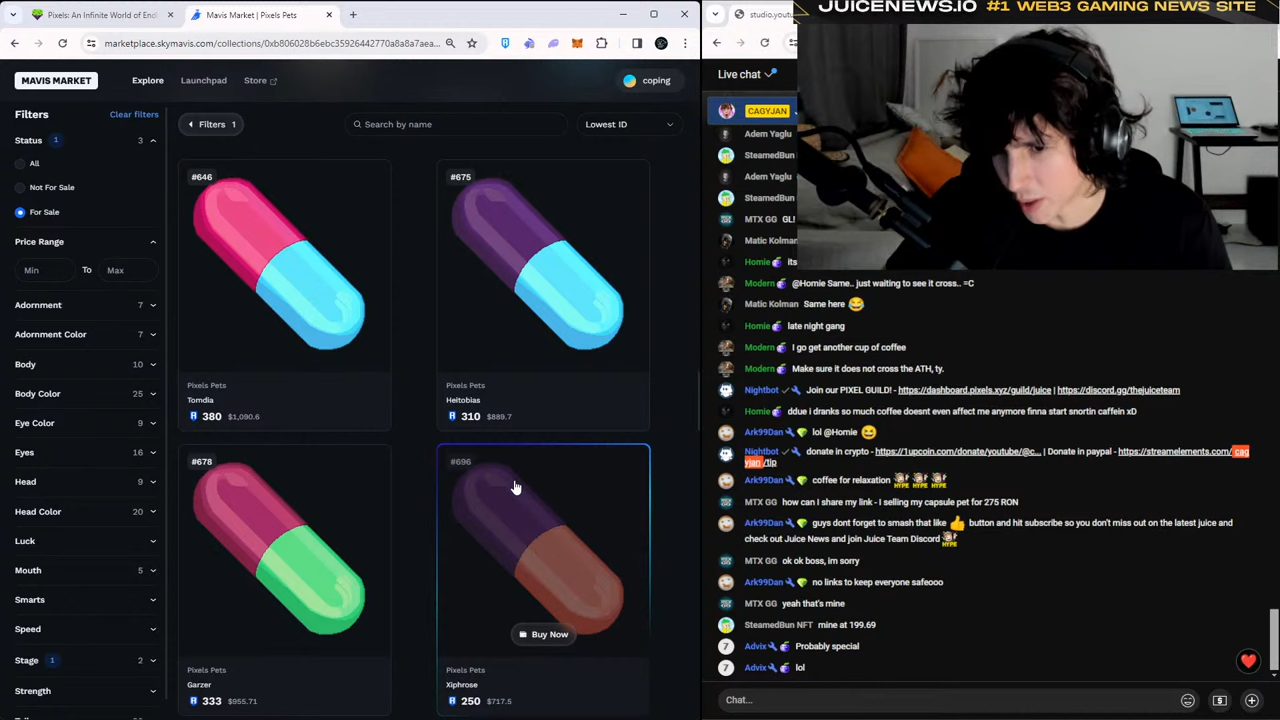 Pixels: An Infinite World of End
Mavis Market | Pixels Pets
marketplace.skymavis.com/collections/0xb806028b6ebc35926442770a8a8a7aea...
MAVIS MARKET
Explore
Launchpad
Store
coping
Filters
Clear filters
Status 1 3
All
Not For Sale
For Sale
Price Range
Min To Max
Adornment 7
Adornment Color 7
Body 10
Body Color 25
Eye Color 9
Eyes 16
Head 9
Head Color 20
Luck
Mouth 5
Smarts
Speed
Stage 1 2
Strength
Filters 1
Search by name
Lowest ID
#646
Pixels Pets
Tomdia
380 $1,090.6
#675
Pixels Pets
Heitobias
310 $889.7
#678
Pixels Pets
Garzer
333 $955.71
#696
Buy Now
Pixels Pets
Xiphrose
250 $717.5
JUICENEWS.IO #1 WEB3 GAMING NEWS SITE
studio.yout
Live chat
CAGYJAN
Adem Yaglu
SteamedBun
Adem Yaglu
SteamedBun
MTX GG GL!
Matic Kolman
Homie its
Modern @Homie Same.. just waiting to see it cross.. =C
Matic Kolman Same here
Homie late night gang
Modern I go get another cup of coffee
Modern Make sure it does not cross the ATH, ty.
Nightbot Join our PIXEL GUILD! - https://dashboard.pixels.xyz/guild/juice | https://discord.gg/thejuiceteam
Homie ddue i dranks so much coffee doesnt even affect me anymore finna start snortin caffein xD
Ark99Dan lol @Homie
Nightbot donate in crypto - https://1upcoin.com/donate/youtube/@c... | Donate in paypal - https://streamelements.com/cag
yjan/tip
Ark99Dan coffee for relaxation
MTX GG how can I share my link - I selling my capsule pet for 275 RON
Ark99Dan guys dont forget to smash that like button and hit subscribe so you don't miss out on the latest juice and
check out Juice News and join Juice Team Discord
MTX GG ok ok boss, im sorry
Ark99Dan no links to keep everyone safeooo
MTX GG yeah that's mine
SteamedBun NFT mine at 199.69
7 Advix Probably special
7 Advix lol
Chat...